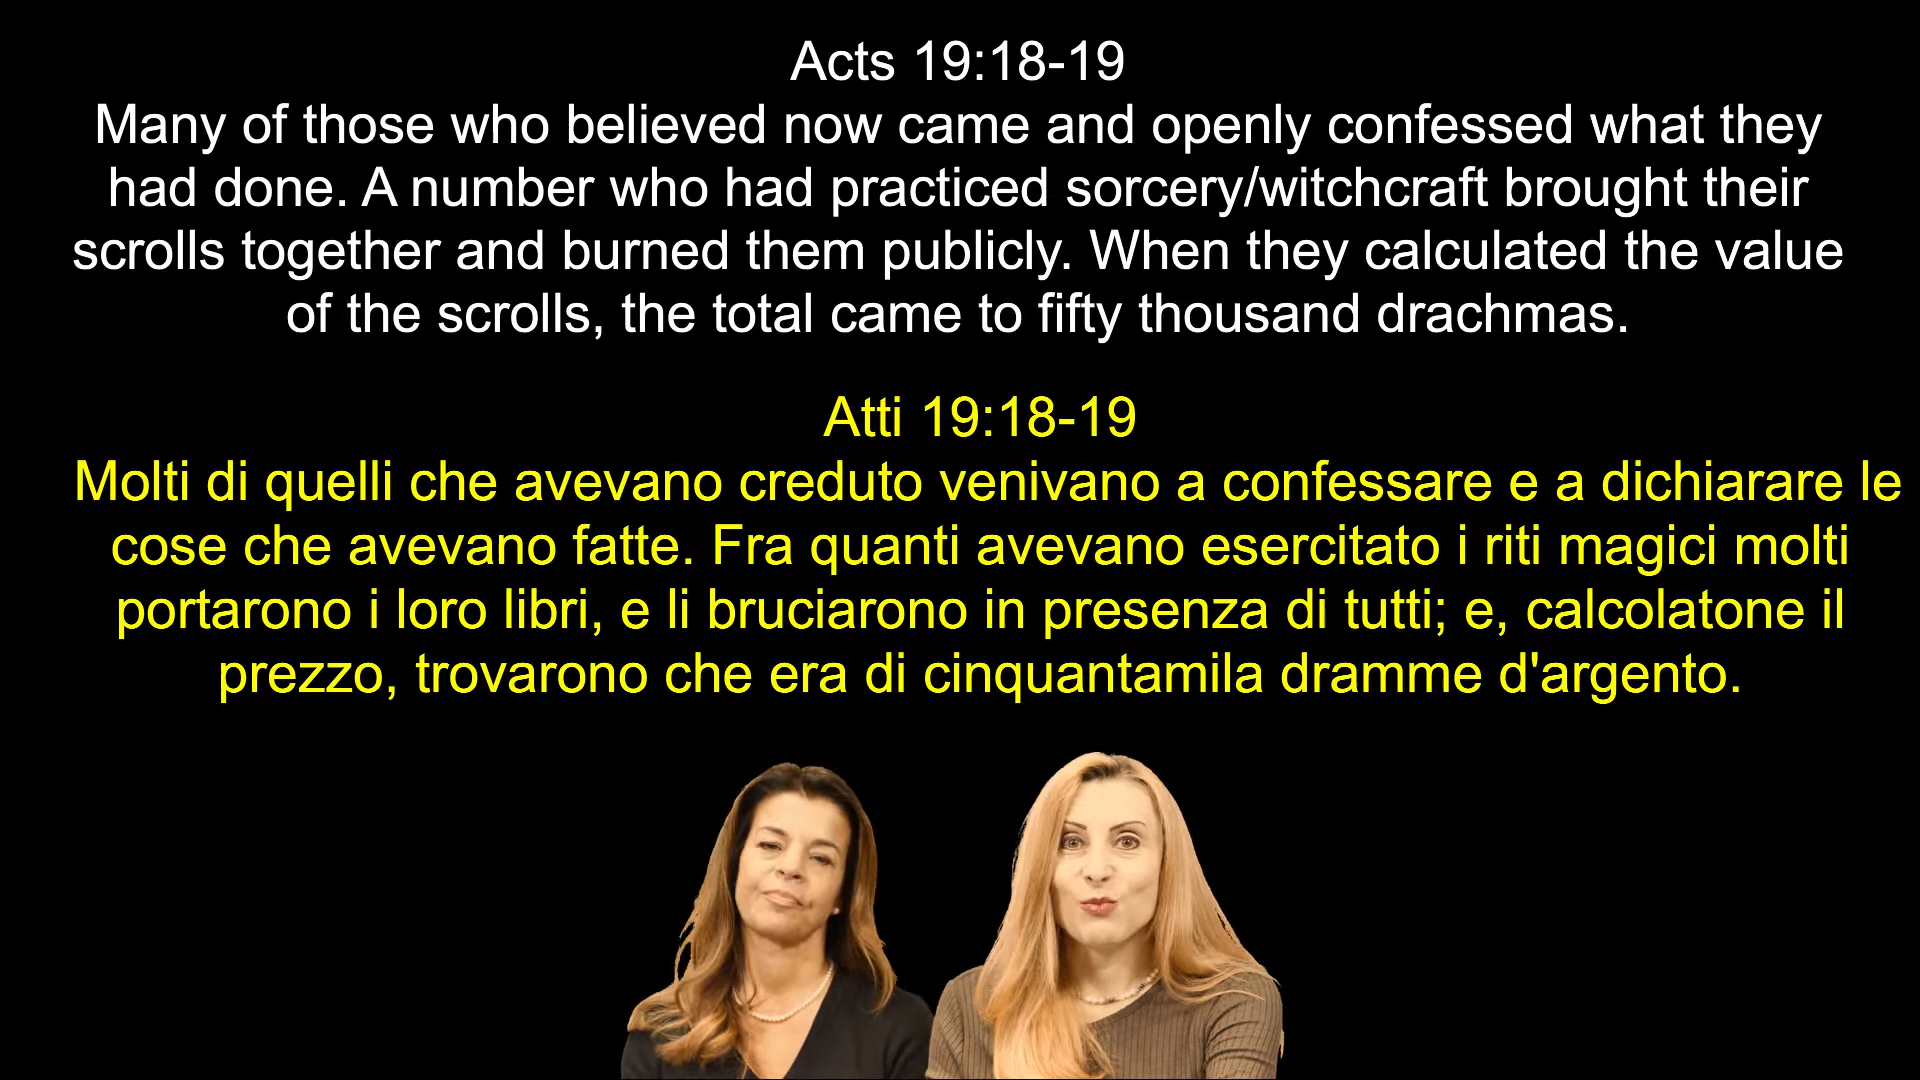 Acts 19:18-19
Many of those who believed now came and openly confessed what they
had done. A number who had practiced sorcery/witchcraft brought their
scrolls together and burned them publicly. When they calculated the value
of the scrolls, the total came to fifty thousand drachmas.
Atti 19:18-19
Molti di quelli che avevano creduto venivano a confessare e a dichiarare le
cose che avevano fatte. Fra quanti avevano esercitato i riti magici molti
portarono i loro libri, e li bruciarono in presenza di tutti; e, calcolatone il
prezzo, trovarono che era di cinquantamila dramme d'argento.